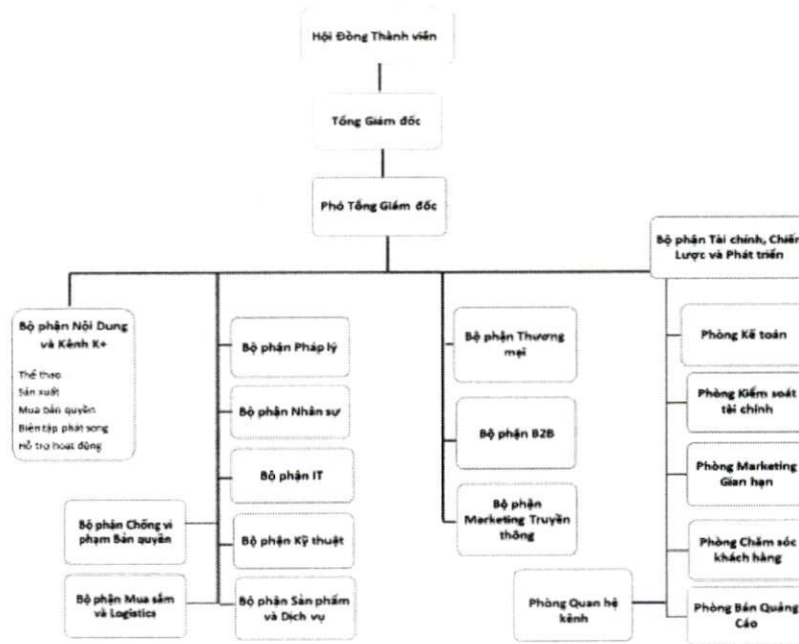 Hội Đồng Thành viên
Tổng Giám đốc
Phó Tổng Giám đốc
Bộ phận Tài chính, Chiến
Lược và Phát triển
Bộ phận Nội Dung
và Kênh K+
Thể thao
Sản xuất
Mua bản quyền
Biên tập phát song
Hỗ trợ hoạt động
Bộ phận Pháp lý
Bộ phận Nhân sự
Bộ phận IT
Bộ phận Chống vi
phạm Bản quyền
Bộ phận Kỹ thuật
Bộ phận Mua sắm
và Logistics
Bộ phận Sản phẩm
và Dịch vụ
Bộ phận Thương
mại
Bộ phận B2B
Bộ phận
Marketing Truyền
thông
Phòng Kế toán
Phòng Kiểm soát
tài chính
Phòng Marketing
Gian hạn
Phòng Chăm sóc
khách hàng
Phòng Quan hệ
kênh
Phòng Bán Quảng
Cáo